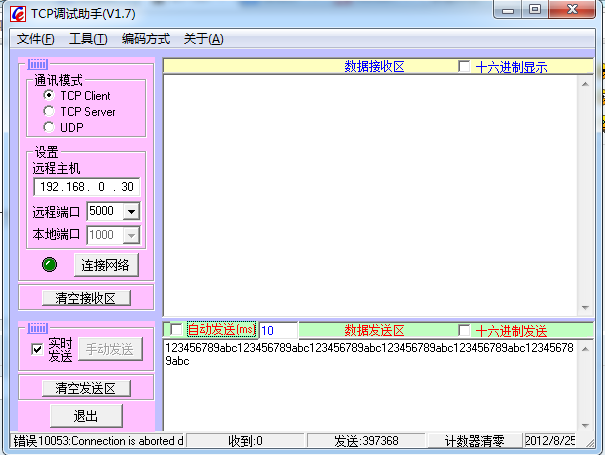 TCP调试助手(V1.7)
文件(F) 工具(T) 编码方式 关于(A)
通讯模式
TCP Client
TCP Server
UDP
设置
远程主机
192.168. 0 . 30
远程端口 5000
本地端口 1000
连接网络
清空接收区
数据接收区 十六进制显示
自动发送(ms) 10 数据发送区 十六进制发送
实时发送 手动发送
清空发送区
退出
123456789abc123456789abc123456789abc123456789abc123456789abc12345678
9abc
错误10053:Connection is aborted d 收到:0 发送:397368 计数器清零 2012/8/25